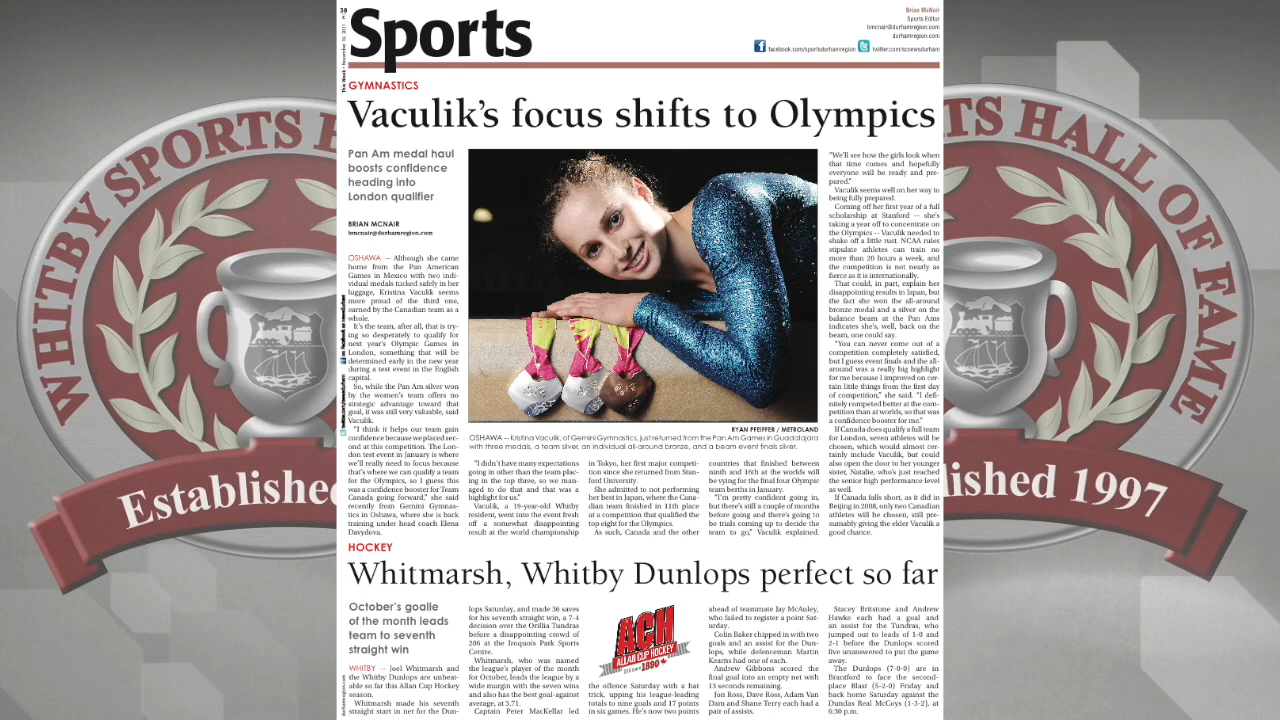 WHITBY SPORTS HALL OF FAME
Established 1997
38
This Week
November 10, 2011
Sports
Brian McNair
Sports Editor
bmcnair@durhamregion.com
durhamregion.com
facebook.com/sportsdurhamregion
twitter.com/scnewsdurham
GYMNASTICS
Vaculik's focus shifts to Olympics
Pan Am medal haul
boosts confidence
heading into
London qualifier
BRIAN MCNAIR
bmcnair@durhamregion.com
OSHAWA -- Although she came
home from the Pan American
Games in Mexico with two indi-
vidual medals tucked safely in her
luggage, Kristina Vaculik seems
more proud of the third one,
earned by the Canadian team as a
whole.
It's the team, after all, that is try-
ing so desperately to qualify for
next year's Olympic Games in
London, something that will be
determined early in the new year
during a test event in the English
capital.
So, while the Pan Am silver won
by the women's team offers no
strategic advantage toward that
goal, it was still very valuable, said
Vaculik.
"I think it helps our team gain
confidence because we placed sec-
ond at this competition. The Lon-
don test event in January is where
we'll really need to focus because
that's where we can qualify a team
for the Olympics, so I guess this
was a confidence booster for Team
Canada going forward," she said
recently from Gemini Gymnas-
tics in Oshawa, where she is back
training under head coach Elena
Davydova.
RYAN PFEIFFER / METROLAND
OSHAWA -- Kristina Vaculik, of Gemini Gymnastics, just returned from the Pan Am Games in Guadalajara
with three medals, a team silver, an individual all-around bronze, and a beam event finals silver.
"I didn't have many expectations
going in other than the team plac-
ing in the top three, so we man-
aged to do that and that was a
highlight for us."
Vaculik, a 19-year-old Whitby
resident, went into the event fresh
off a somewhat disappointing
result at the world championship
in Tokyo, her first major competi-
tion since she returned from Stan-
ford University.
She admitted to not performing
her best in Japan, where the Cana-
dian team finished in 11th place
at a competition that qualified the
top eight for the Olympics.
As such, Canada and the other
countries that finished between
ninth and 16th at the worlds will
be vying for the final four Olympic
team berths in January.
"I'm pretty confident going in,
but there's still a couple of months
before going and there's going to
be trials coming up to decide the
team to go," Vaculik explained.
"We'll see how the girls look when
that time comes and hopefully
everyone will be ready and pre-
pared."
Vaculik seems well on her way to
being fully prepared.
Coming off her first year of a full
scholarship at Stanford -- she's
taking a year off to concentrate on
the Olympics -- Vaculik needed to
shake off a little rust. NCAA rules
stipulate athletes can train no
more than 20 hours a week, and
the competition is not nearly as
fierce as it is internationally.
That could, in part, explain her
disappointing results in Japan, but
the fact she won the all-around
bronze medal and a silver on the
balance beam at the Pan Ams
indicates she's, well, back on the
beam, one could say.
"You can never come out of a
competition completely satisfied,
but I guess event finals and the all-
around was a really big highlight
for me because I improved on cer-
tain little things from the first day
of competition," she said. "I defi-
nitely competed better at the com-
petition than at worlds, so that was
a confidence booster for me."
If Canada does qualify a full team
for London, seven athletes will be
chosen, which would almost cer-
tainly include Vaculik, but could
also open the door to her younger
sister, Natalie, who's just reached
the senior high performance level
as well.
If Canada falls short, as it did in
Beijing in 2008, only two Canadian
athletes will be chosen, still pre-
sumably giving the elder Vaculik a
good chance.
HOCKEY
Whitmarsh, Whitby Dunlops perfect so far
October's goalie
of the month leads
team to seventh
straight win
WHITBY -- Joel Whitmarsh and
the Whitby Dunlops are unbeat-
able so far this Allan Cup Hockey
season.
Whitmarsh made his seventh
straight start in net for the Dun-
lops Saturday, and made 36 saves
for his seventh straight win, a 7-4
decision over the Orillia Tundras
before a disappointing crowd of
206 at the Iroquois Park Sports
Centre.
Whitmarsh, who was named
the league's player of the month
for October, leads the league by a
wide margin with the seven wins
and also has the best goal-against
average, at 3.71.
Captain Peter MacKellar led
ACH
ALLAN CUP HOCKEY
1890
the offence Saturday with a hat
trick, upping his league-leading
totals to nine goals and 17 points
in six games. He's now two points
ahead of teammate Jay McAuley,
who failed to register a point Sat-
urday.
Colin Baker chipped in with two
goals and an assist for the Dun-
lops, while defenceman Martin
Kearns had one of each.
Andrew Gibbons scored the
final goal into an empty net with
13 seconds remaining.
Jon Ross, Dave Ross, Adam Van
Dam and Shane Terry each had a
pair of assists.
Stacey Britstone and Andrew
Hawke each had a goal and
an assist for the Tundras, who
jumped out to leads of 1-0 and
2-1 before the Dunlops scored
five unanswered to put the game
away.
The Dunlops (7-0-0) are in
Brantford to face the second-
place Blast (5-2-0) Friday and
back home Saturday against the
Dundas Real McCoys (1-3-2), at
6:30 p.m.